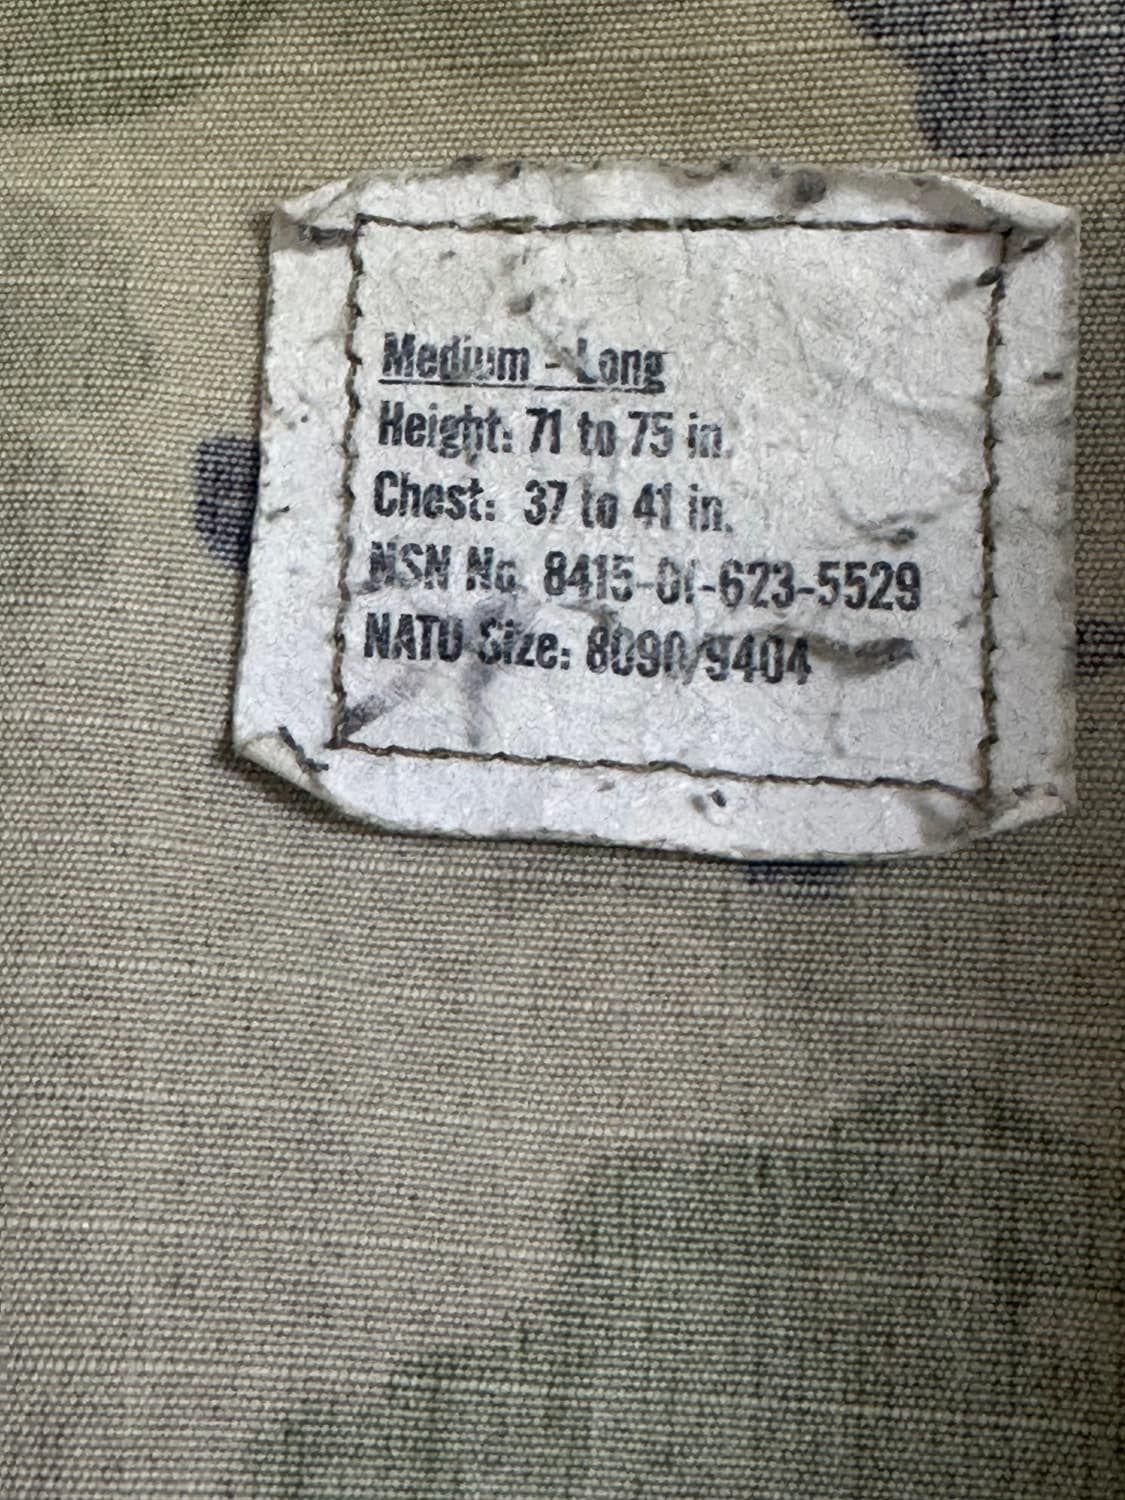 Medium - Long
Height: 71 to 75 in.
Chest: 37 to 41 in.
NSN No. 8415-01-623-5529
NATO Size: 8090/9404